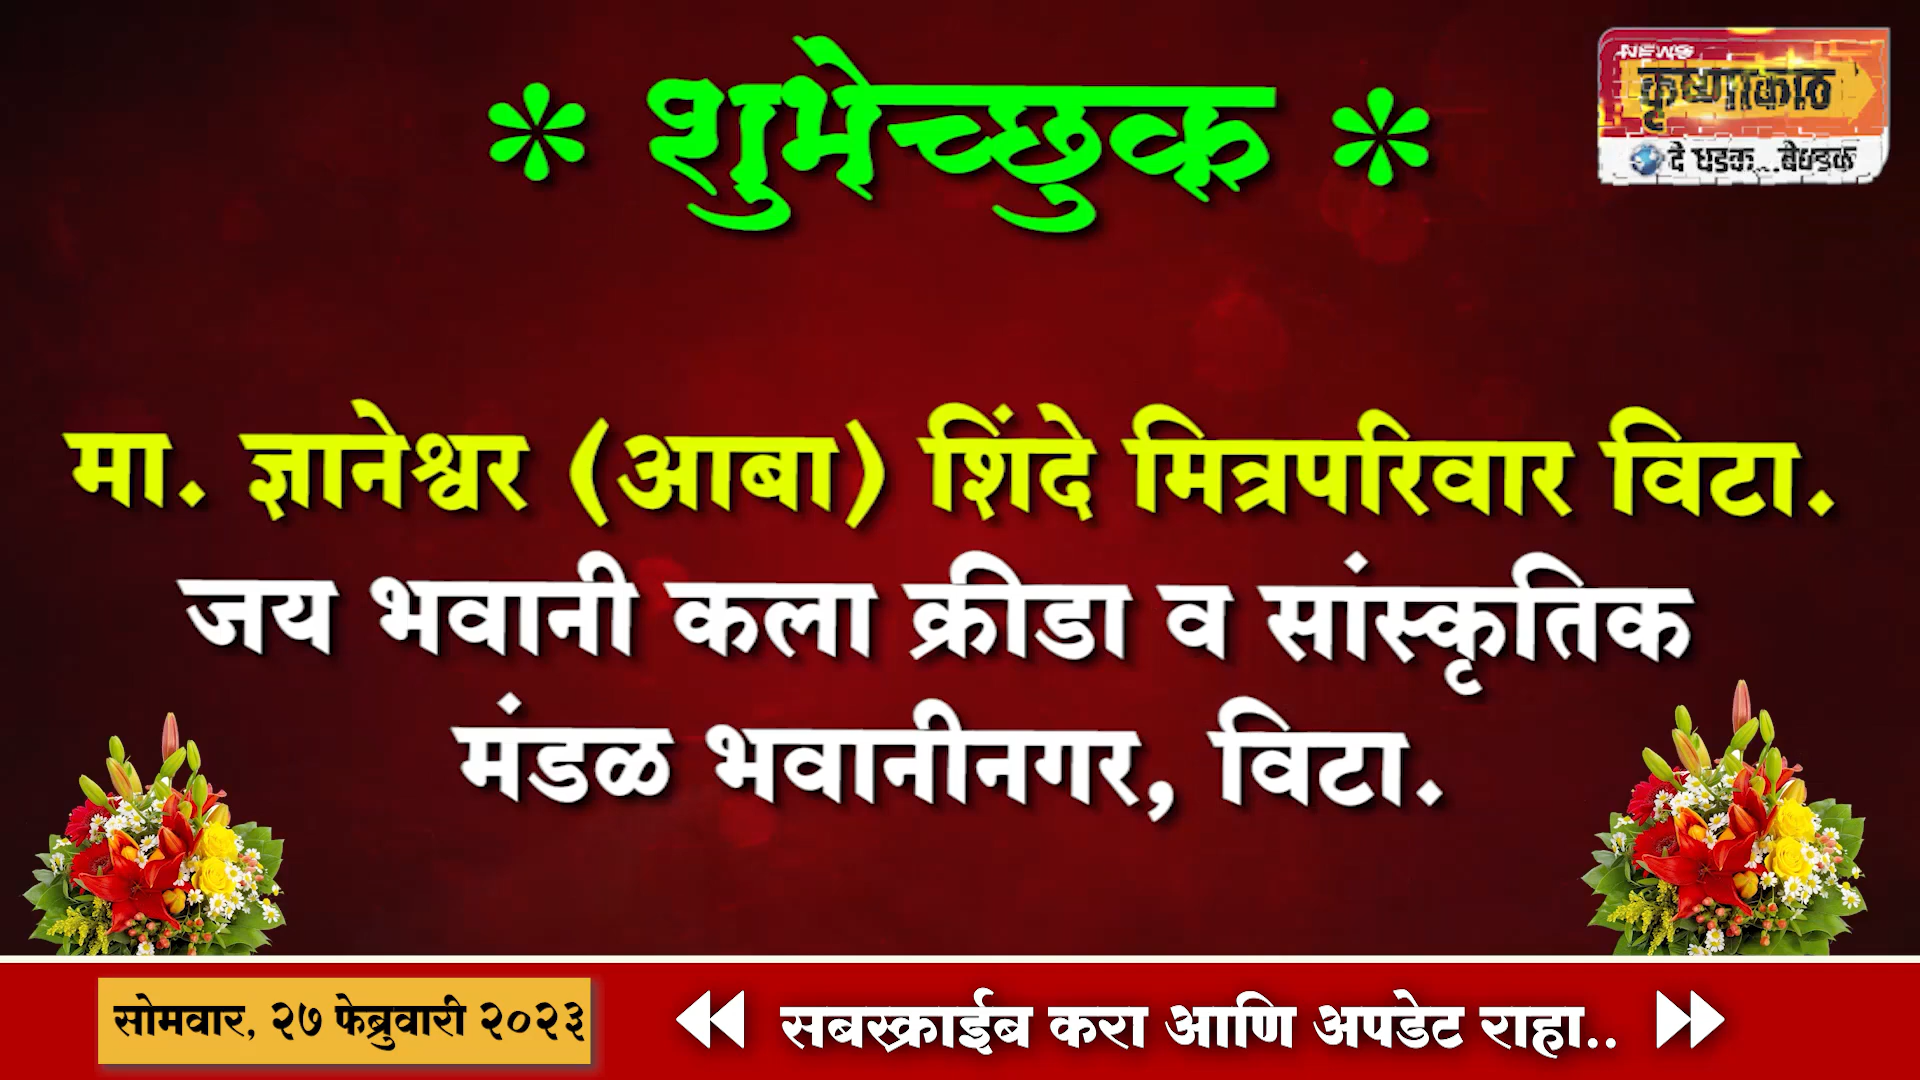 * शुभेच्छुक *
NEWS
कृष्णाकाठ
दे धडक...बेधडक
मा. ज्ञानेश्वर (आबा) शिंदे मित्रपरिवार विटा.
जय भवानी कला क्रीडा व सांस्कृतिक
मंडळ भवानीनगर, विटा.
सोमवार, २७ फेब्रुवारी २०२३
सबस्क्राईब करा आणि अपडेट राहा..